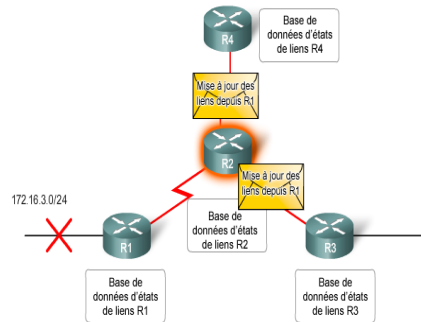 R4
Base de
données d'états
de liens R4
Mise à jour des
liens depuis R1
R2
Mise à jour des
liens depuis R1
172.16.3.0/24
R1
Base de
données d'états
de liens R2
R3
Base de
données d'états
de liens R1
Base de
données d'états
de liens R3